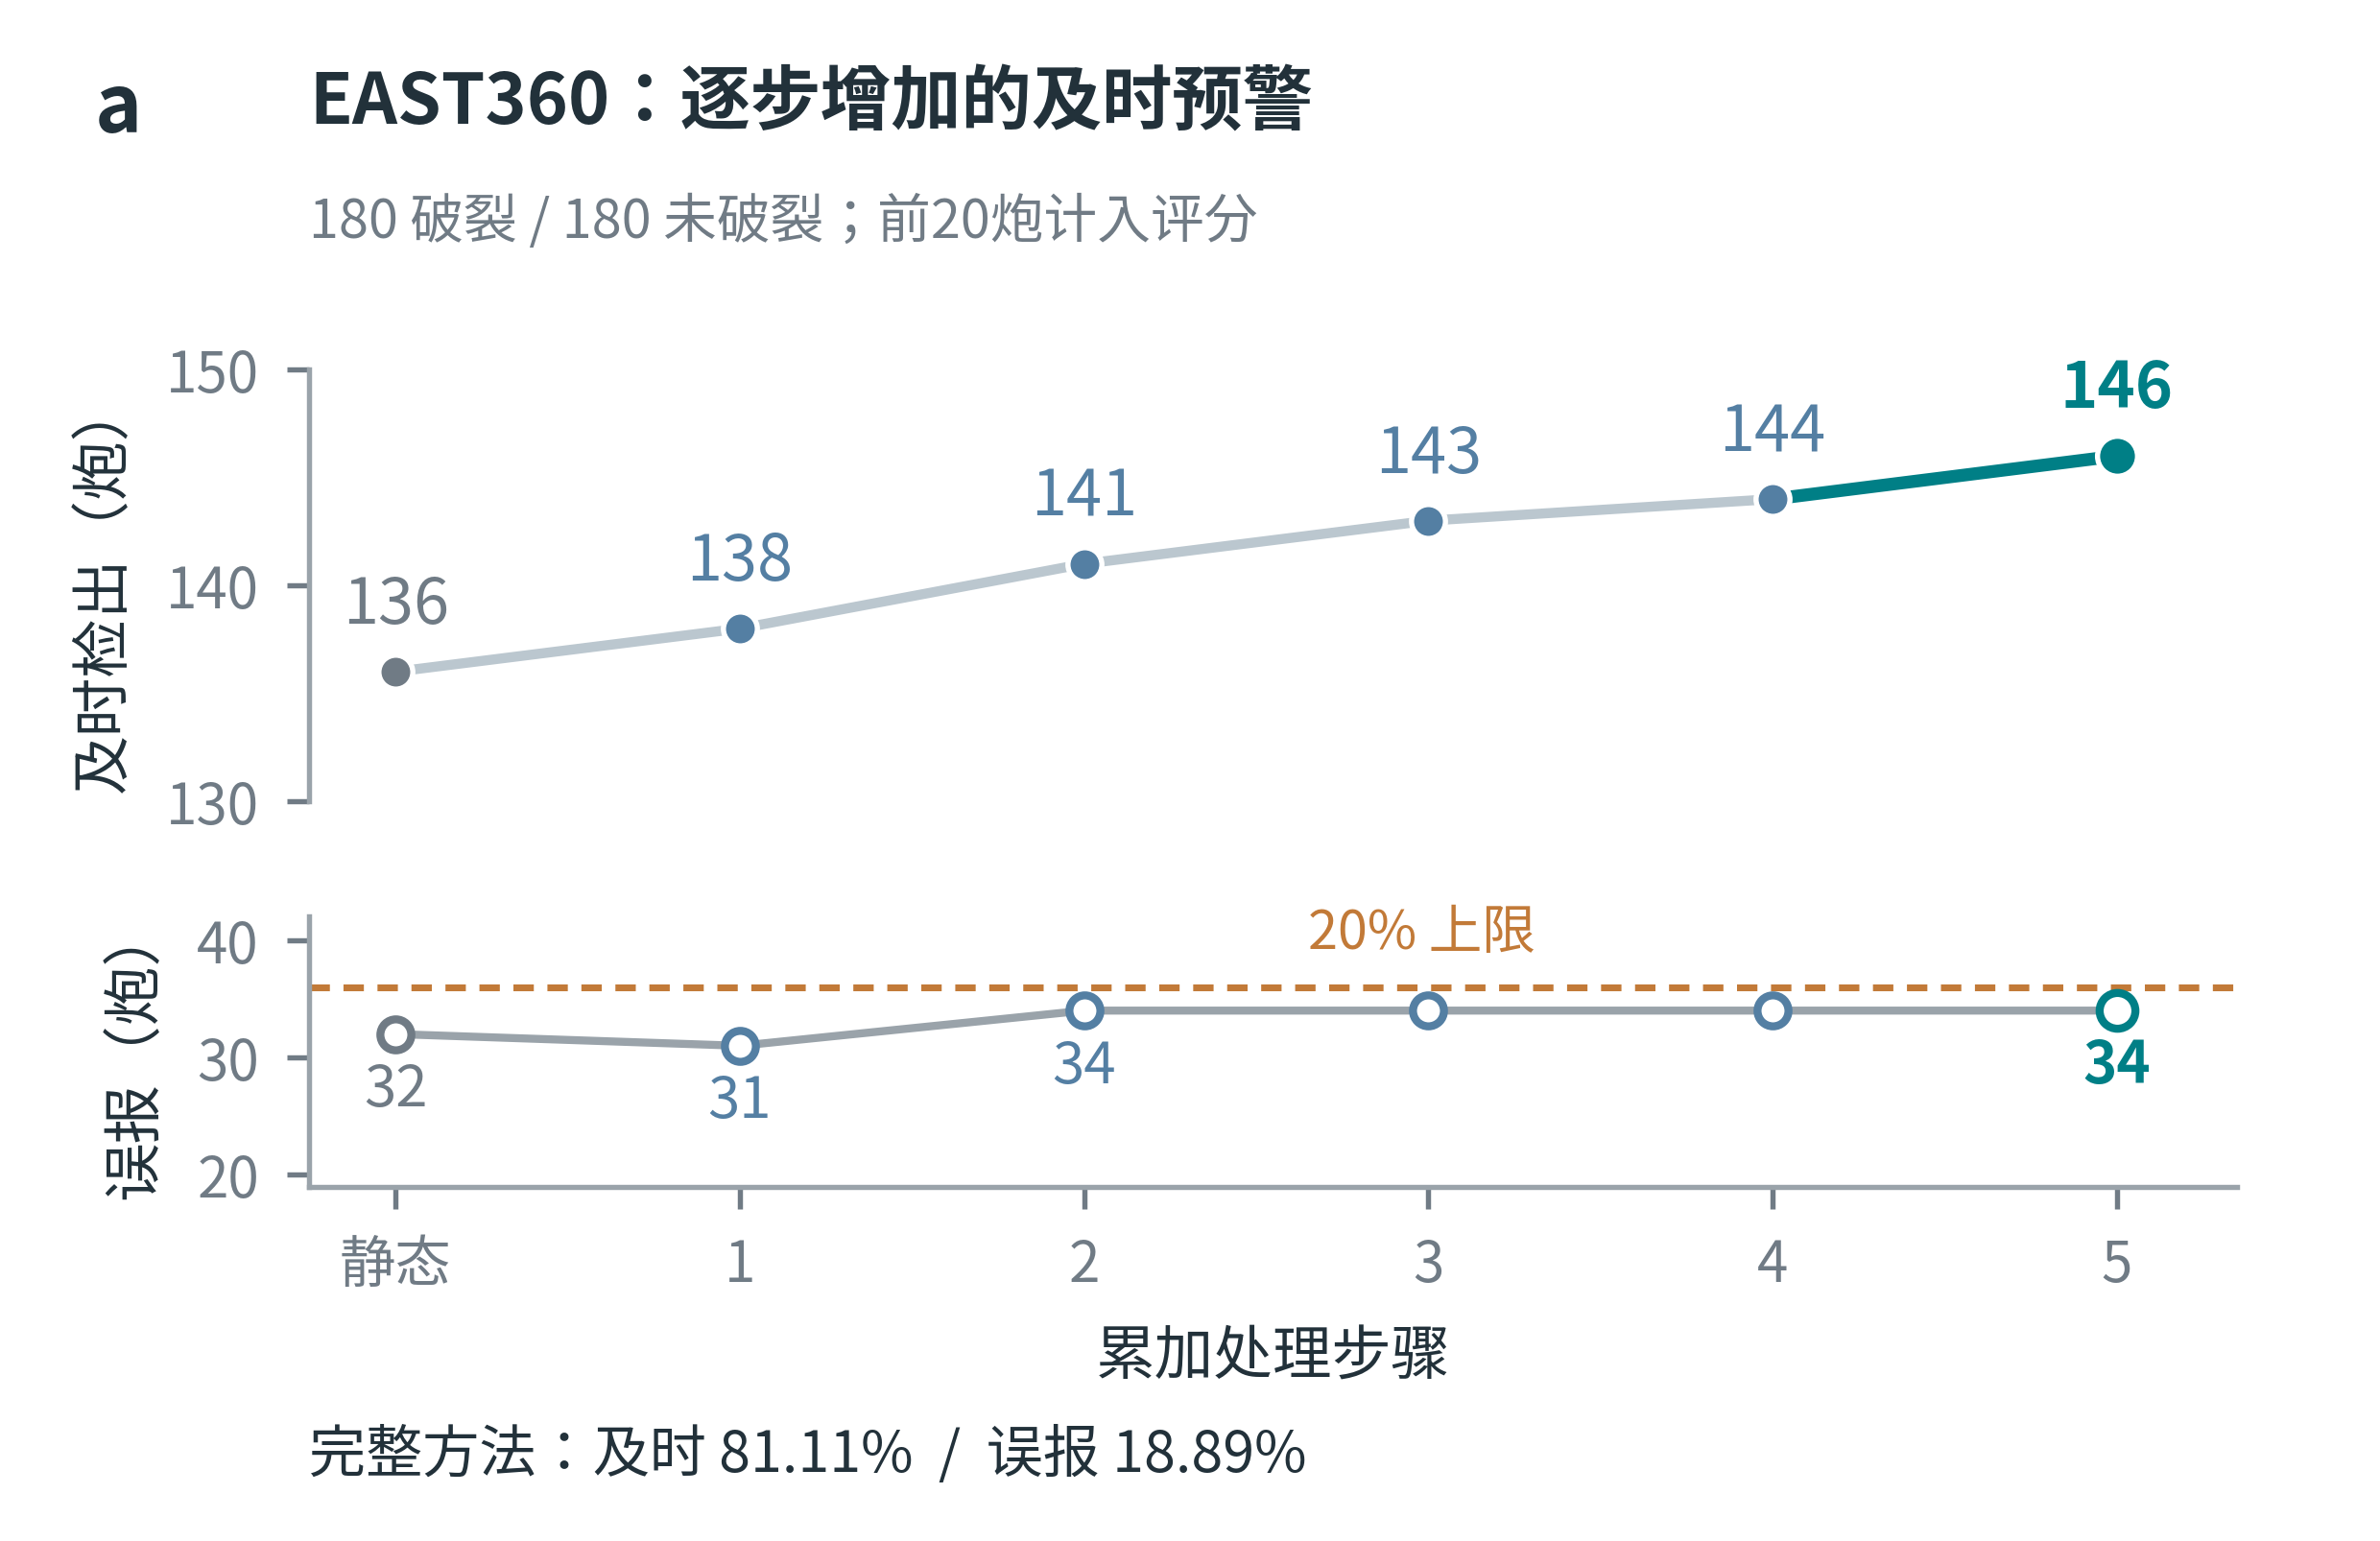 a
EAST360：逐步增加的及时预警
180 破裂 / 180 未破裂；前20炮计入评分
及时检出（炮）
150
140
130
136
138
141
143
144
146
误报（炮）
40
30
20
20% 上限
32
31
34
34
静态 1 2 3 4 5
累加处理步骤
完整方法：及时 81.11% / 误报 18.89%